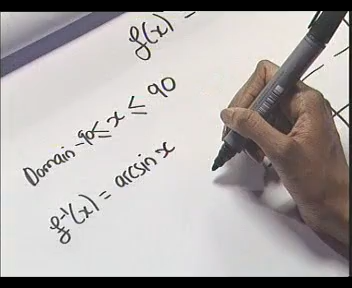 f(x) =
Domain -90≤ x ≤ 90
f⁻¹(x) = arcsin x